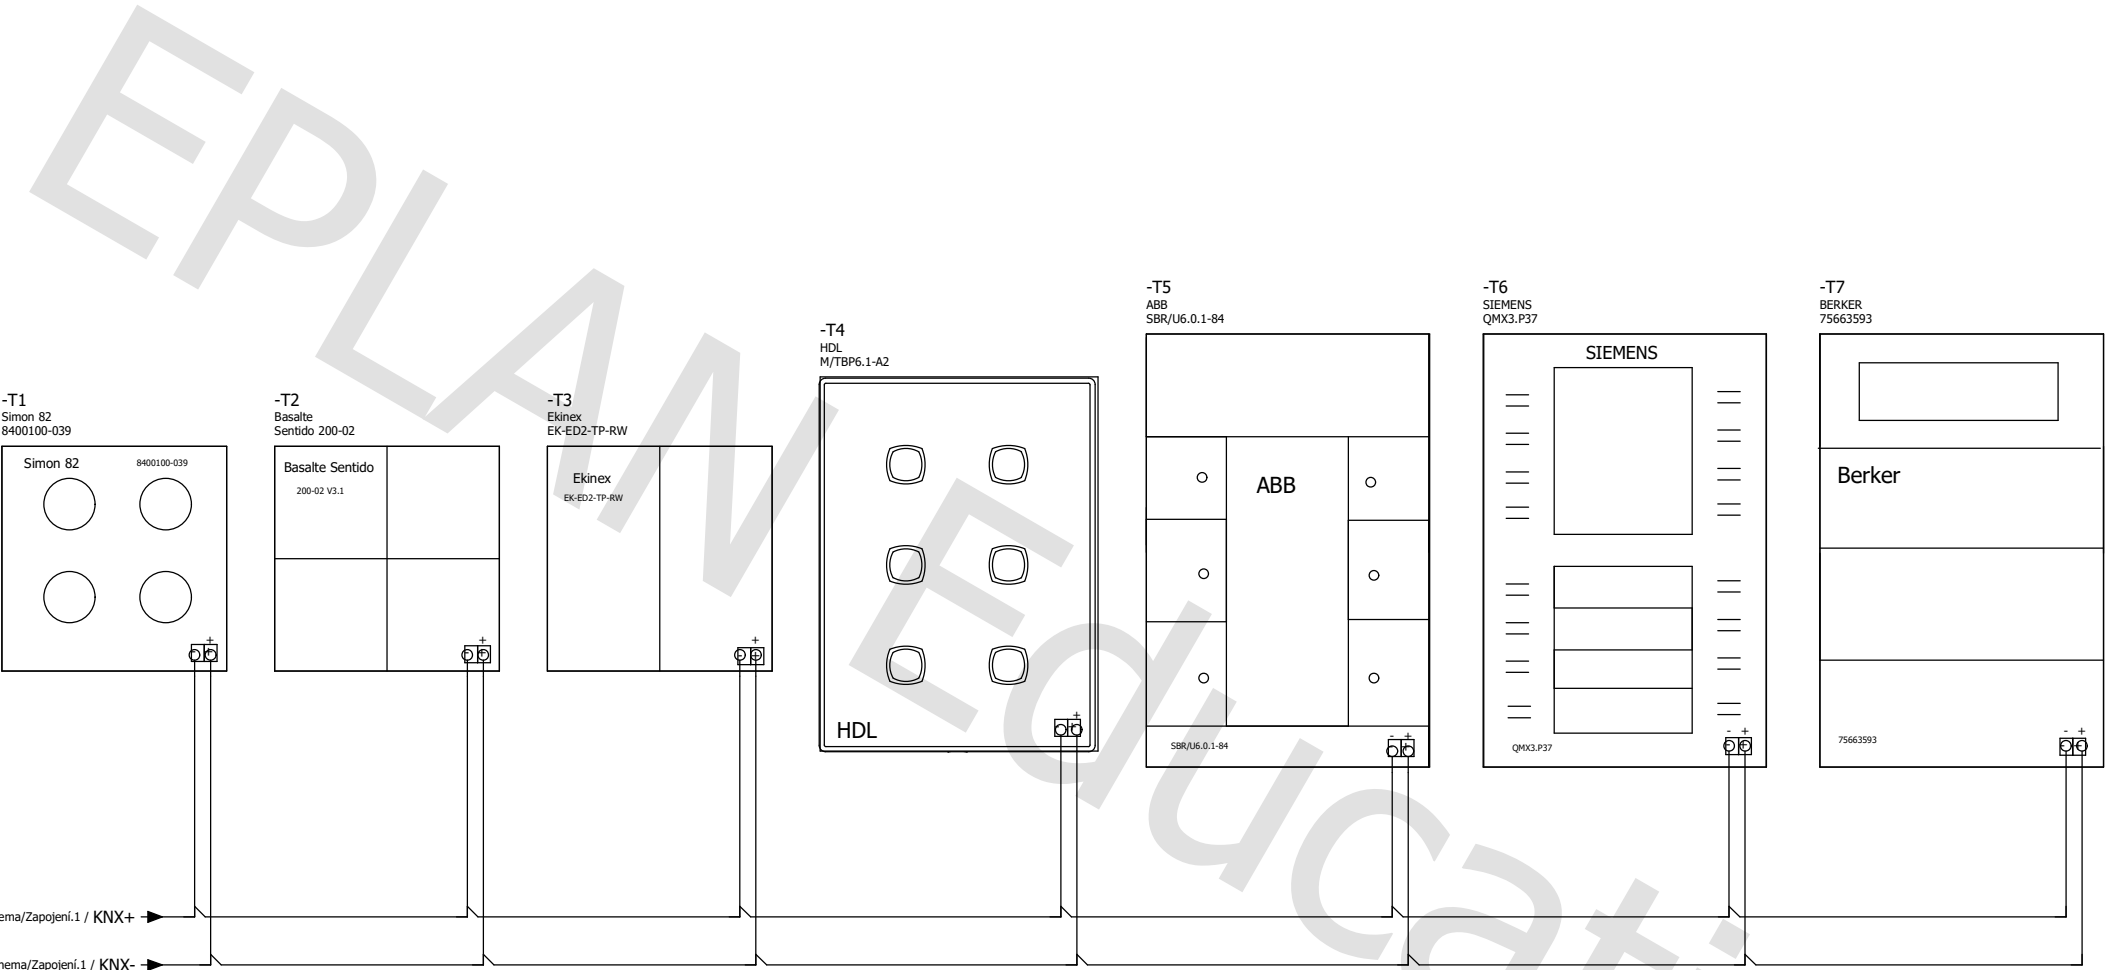 EPLAN Educati
-T1
Simon 82
8400100-039
Simon 82
8400100-039
- +
-T2
Basalte
Sentido 200-02
Basalte Sentido
200-02 V3.1
- +
-T3
Ekinex
EK-ED2-TP-RW
Ekinex
EK-ED2-TP-RW
- +
-T4
HDL
M/TBP6.1-A2
HDL
- +
-T5
ABB
SBR/U6.0.1-84
ABB
SBR/U6.0.1-84
- +
-T6
SIEMENS
QMX3.P37
SIEMENS
QMX3.P37
- +
-T7
BERKER
75663593
Berker
75663593
- +
ema/Zapojení.1 / KNX+
hema/Zapojení.1 / KNX-